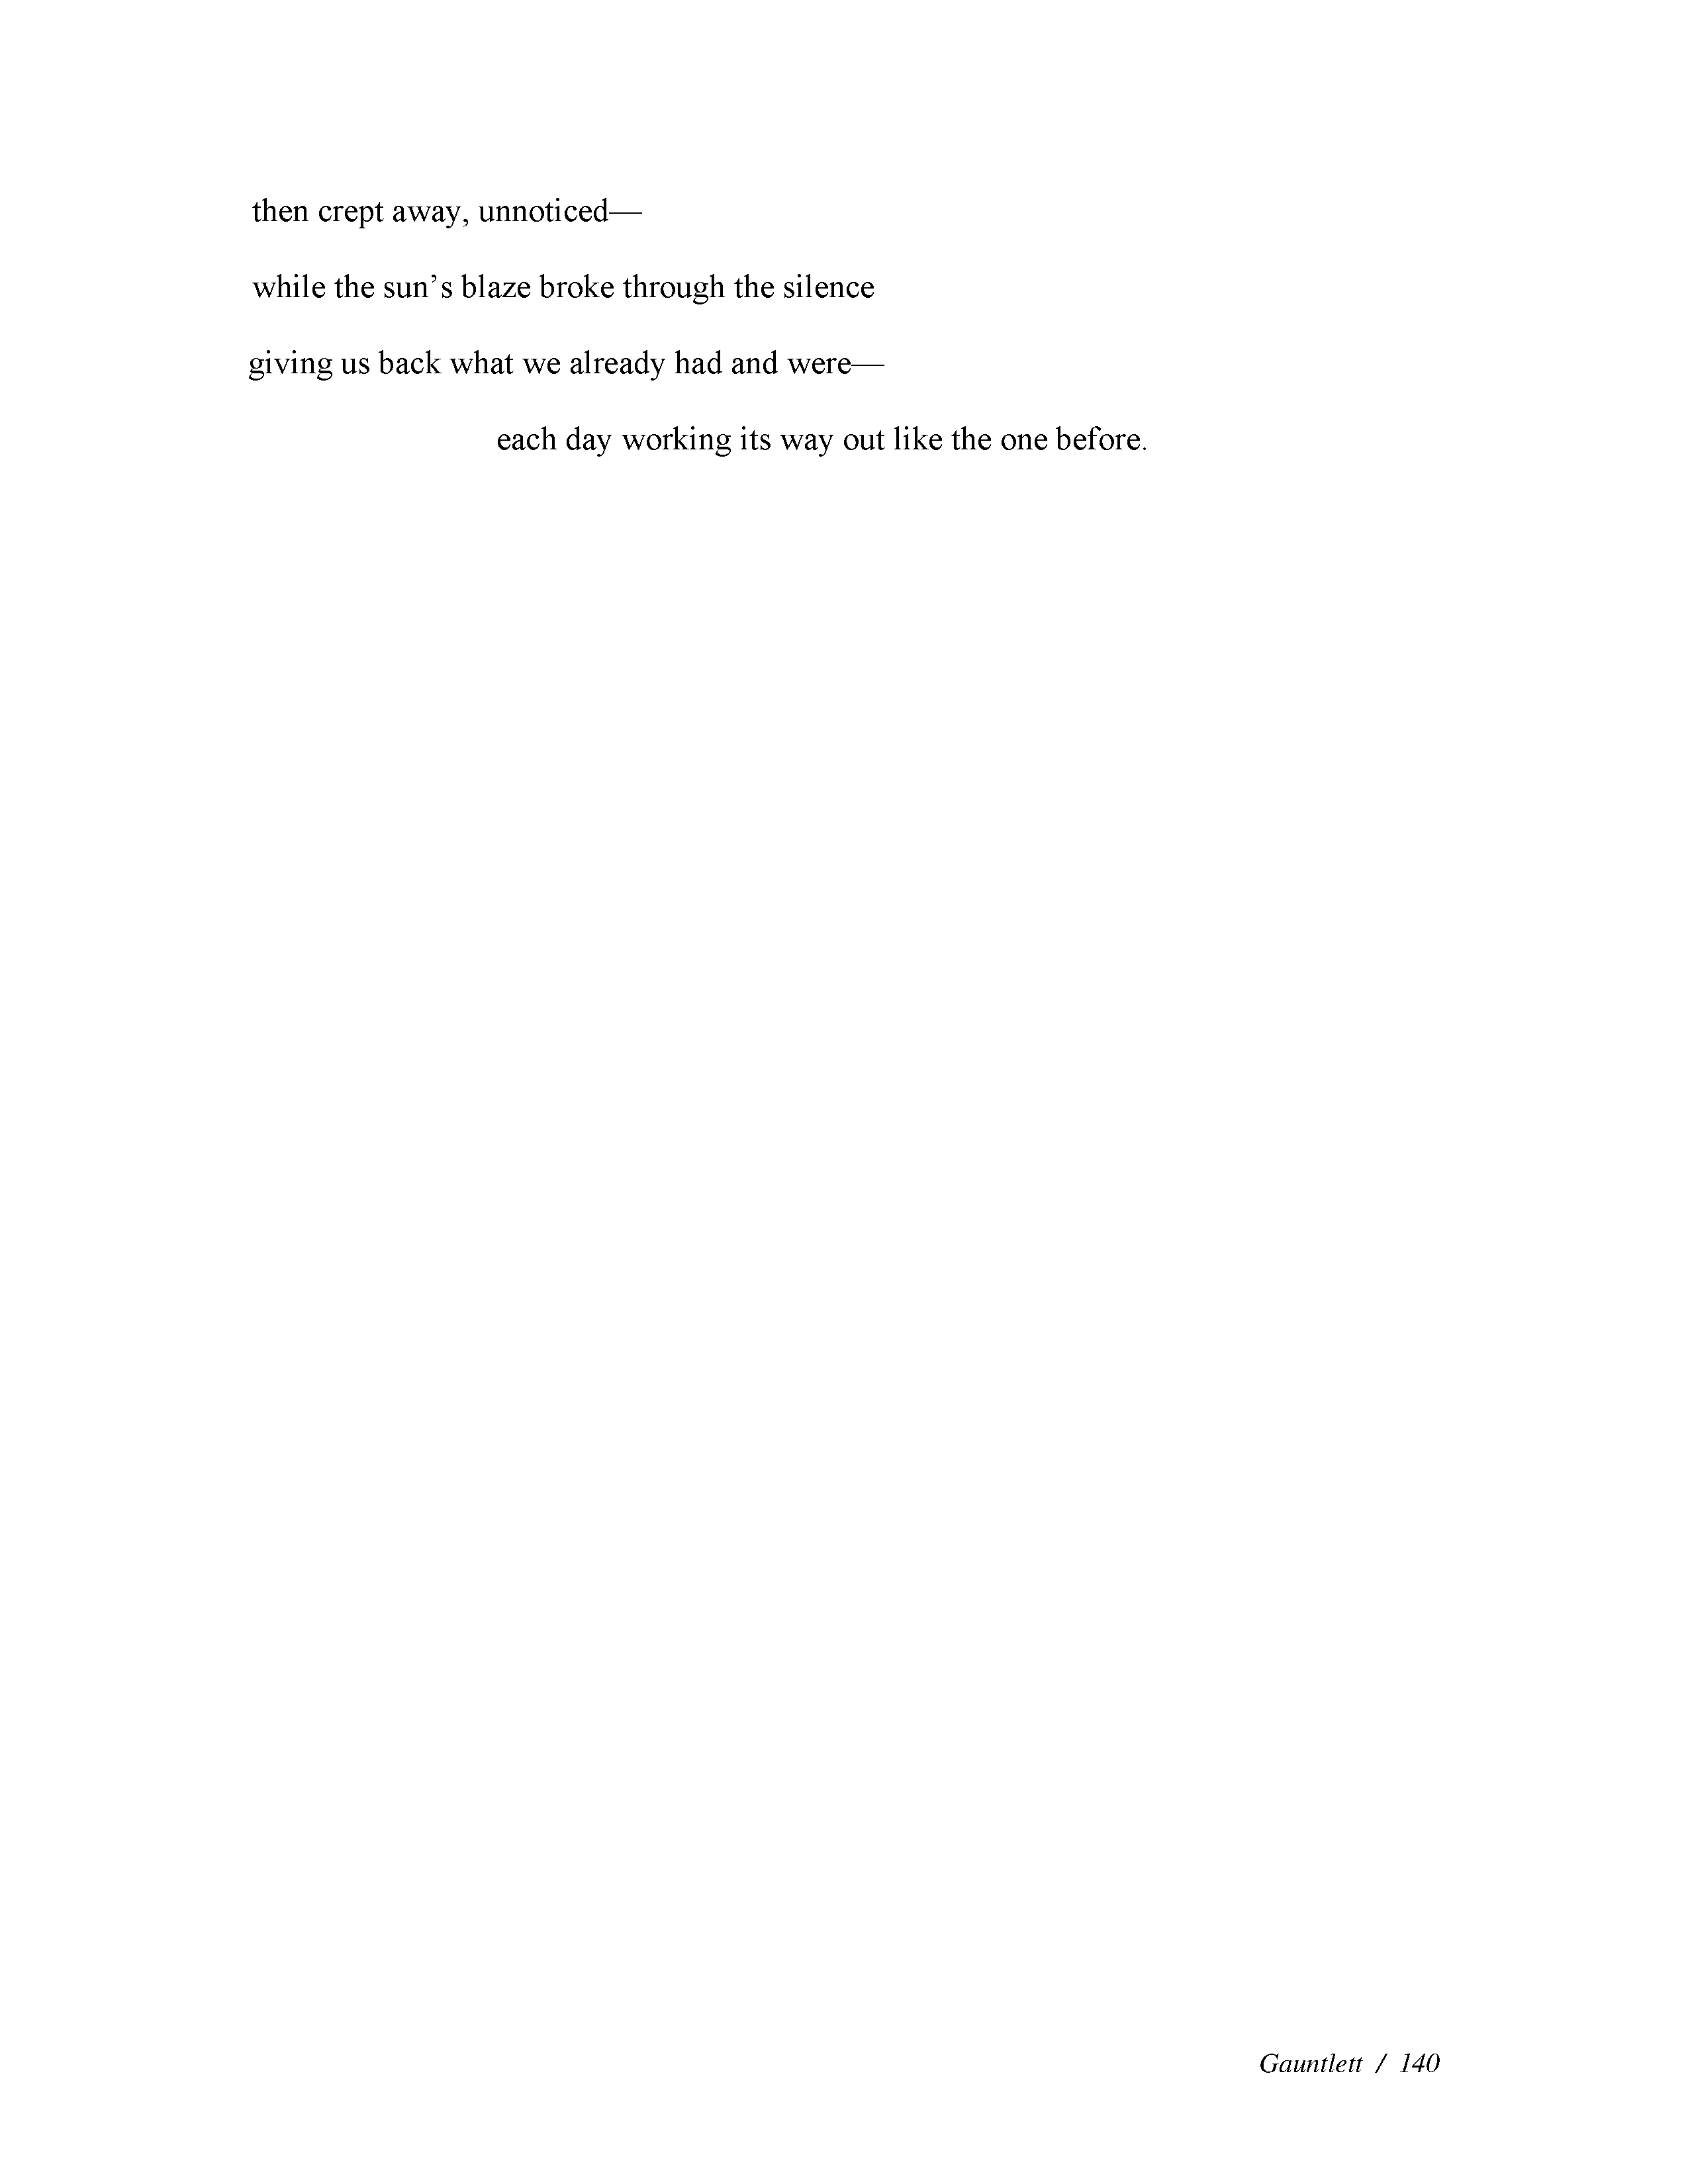 then crept away, unnoticed—
while the sun’s blaze broke through the silence
giving us back what we already had and were—
each day working its way out like the one before.
Gauntlett / 140